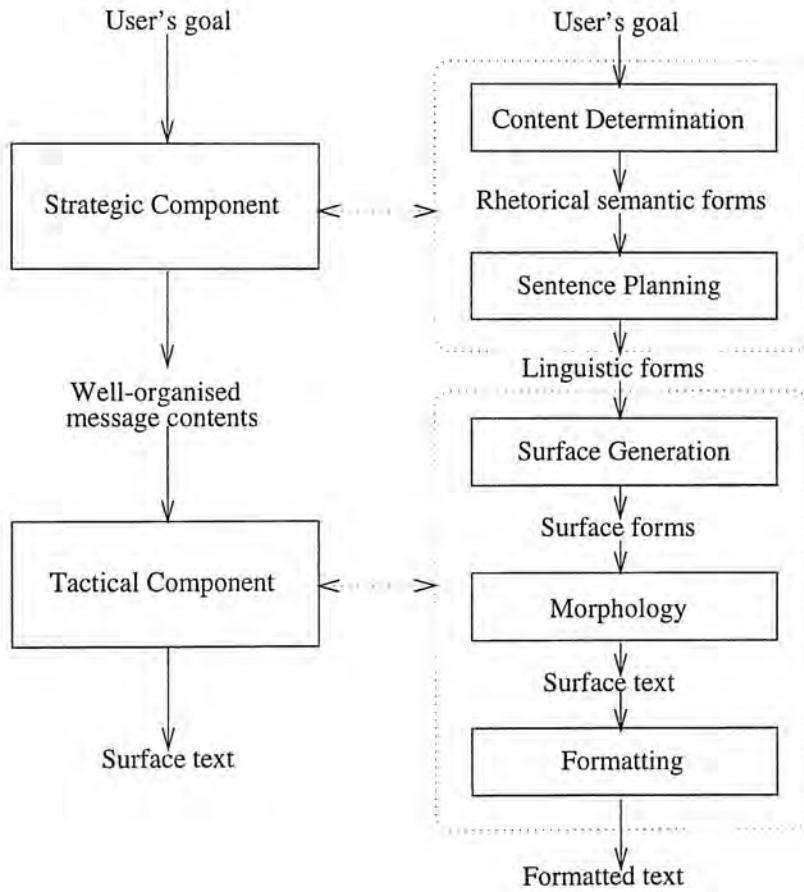 User's goal
Strategic Component
Well-organised
message contents
Tactical Component
Surface text
User's goal
Content Determination
Rhetorical semantic forms
Sentence Planning
Linguistic forms
Surface Generation
Surface forms
Morphology
Surface text
Formatting
Formatted text